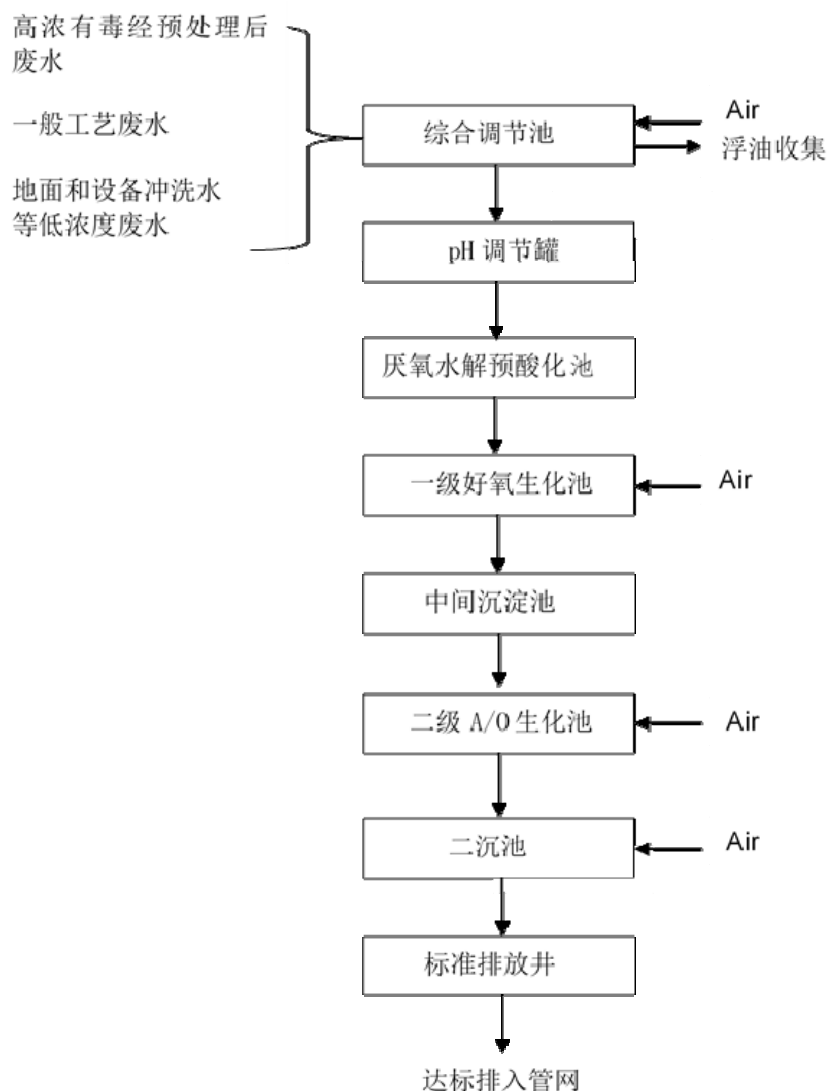 高浓有毒经预处理后
废水
一般工艺废水
地面和设备冲洗水
等低浓度废水
综合调节池
Air
浮油收集
pH 调节罐
厌氧水解预酸化池
一级好氧生化池
Air
中间沉淀池
二级 A/O 生化池
Air
二沉池
Air
标准排放井
达标排入管网